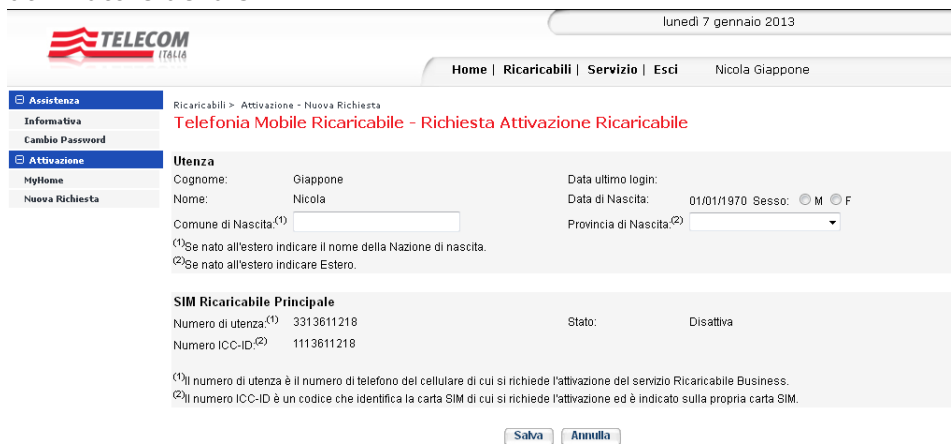 lunedì 7 gennaio 2013
TELECOM
ITALIA
Home | Ricaricabili | Servizio | Esci Nicola Giappone
Assistenza
Informativa
Cambio Password
Attivazione
MyHome
Nuova Richiesta
Ricaricabili > Attivazione - Nuova Richiesta
Telefonia Mobile Ricaricabile - Richiesta Attivazione Ricaricabile
Utenza
Cognome: Giappone Data ultimo login:
Nome: Nicola Data di Nascita: 01/01/1970 Sesso: M F
Comune di Nascita:(1) Provincia di Nascita:(2)
(1)Se nato all'estero indicare il nome della Nazione di nascita.
(2)Se nato all'estero indicare Estero.
SIM Ricaricabile Principale
Numero di utenza:(1) 3313611218 Stato: Disattiva
Numero ICC-ID:(2) 1113611218
(1)Il numero di utenza è il numero di telefono del cellulare di cui si richiede l'attivazione del servizio Ricaricabile Business.
(2)Il numero ICC-ID è un codice che identifica la carta SIM di cui si richiede l'attivazione ed è indicato sulla propria carta SIM.
Salva Annulla